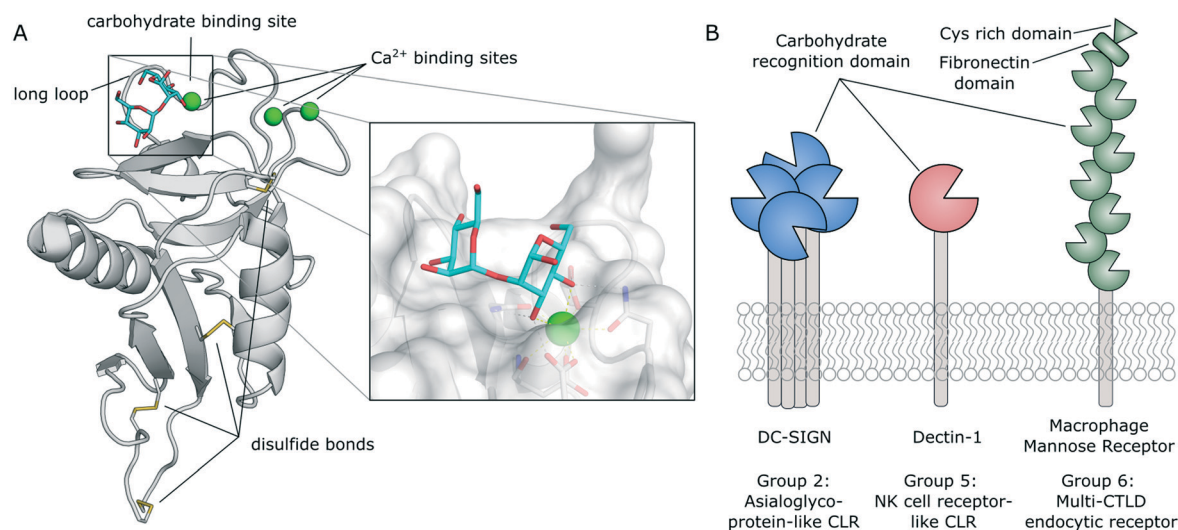 A
carbohydrate binding site
Ca²⁺ binding sites
long loop
disulfide bonds
B
Carbohydrate
recognition domain
Cys rich domain
Fibronectin
domain
DC-SIGN
Group 2:
Asialoglyco-
protein-like CLR
Dectin-1
Group 5:
NK cell receptor-
like CLR
Macrophage
Mannose Receptor
Group 6:
Multi-CTLD
endocytic receptor